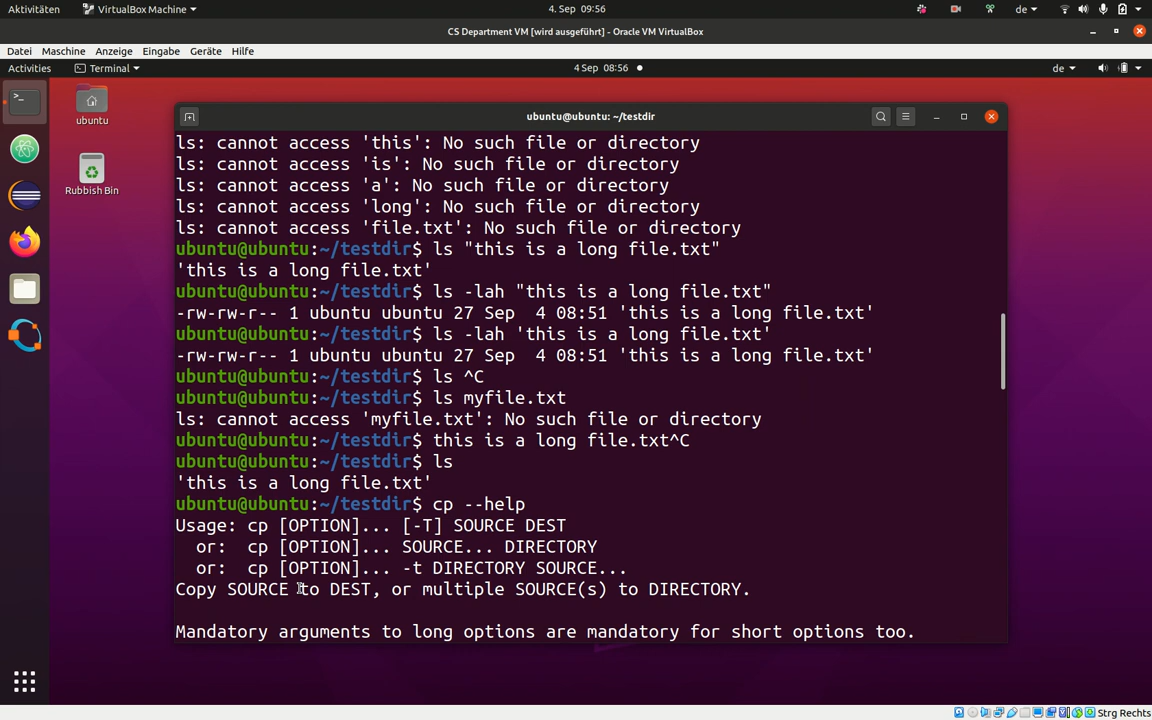 Aktivitäten VirtualBox Machine 4. Sep 09:56 de
CS Department VM [wird ausgeführt] - Oracle VM VirtualBox
Datei Maschine Anzeige Eingabe Geräte Hilfe
Activities Terminal 4 Sep 08:56 de
ubuntu
Rubbish Bin
ubuntu@ubuntu: ~/testdir
ls: cannot access 'this': No such file or directory
ls: cannot access 'is': No such file or directory
ls: cannot access 'a': No such file or directory
ls: cannot access 'long': No such file or directory
ls: cannot access 'file.txt': No such file or directory
ubuntu@ubuntu:~/testdir$ ls "this is a long file.txt"
'this is a long file.txt'
ubuntu@ubuntu:~/testdir$ ls -lah "this is a long file.txt"
-rw-rw-r-- 1 ubuntu ubuntu 27 Sep  4 08:51 'this is a long file.txt'
ubuntu@ubuntu:~/testdir$ ls -lah 'this is a long file.txt'
-rw-rw-r-- 1 ubuntu ubuntu 27 Sep  4 08:51 'this is a long file.txt'
ubuntu@ubuntu:~/testdir$ ls ^C
ubuntu@ubuntu:~/testdir$ ls myfile.txt
ls: cannot access 'myfile.txt': No such file or directory
ubuntu@ubuntu:~/testdir$ this is a long file.txt^C
ubuntu@ubuntu:~/testdir$ ls
'this is a long file.txt'
ubuntu@ubuntu:~/testdir$ cp --help
Usage: cp [OPTION]... [-T] SOURCE DEST
  or:  cp [OPTION]... SOURCE... DIRECTORY
  or:  cp [OPTION]... -t DIRECTORY SOURCE...
Copy SOURCE to DEST, or multiple SOURCE(s) to DIRECTORY.
Mandatory arguments to long options are mandatory for short options too.
Strg Rechts